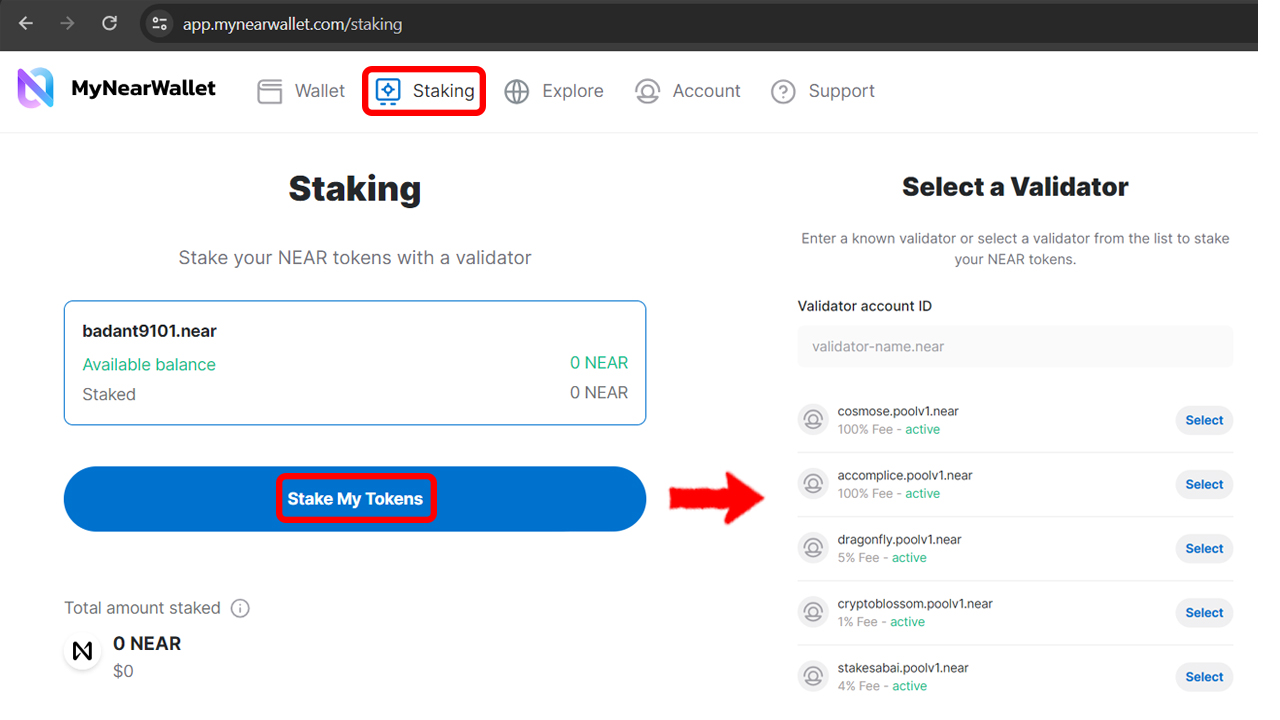 app.mynearwallet.com/staking
MyNearWallet
Wallet
Staking
Explore
Account
Support
Staking
Stake your NEAR tokens with a validator
badant9101.near
Available balance 0 NEAR
Staked 0 NEAR
Stake My Tokens
Total amount staked
0 NEAR
$0
Select a Validator
Enter a known validator or select a validator from the list to stake
your NEAR tokens.
Validator account ID
validator-name.near
cosmose.poolv1.near
100% Fee - active
Select
accomplice.poolv1.near
100% Fee - active
Select
dragonfly.poolv1.near
5% Fee - active
Select
cryptoblossom.poolv1.near
1% Fee - active
Select
stakesabai.poolv1.near
4% Fee - active
Select